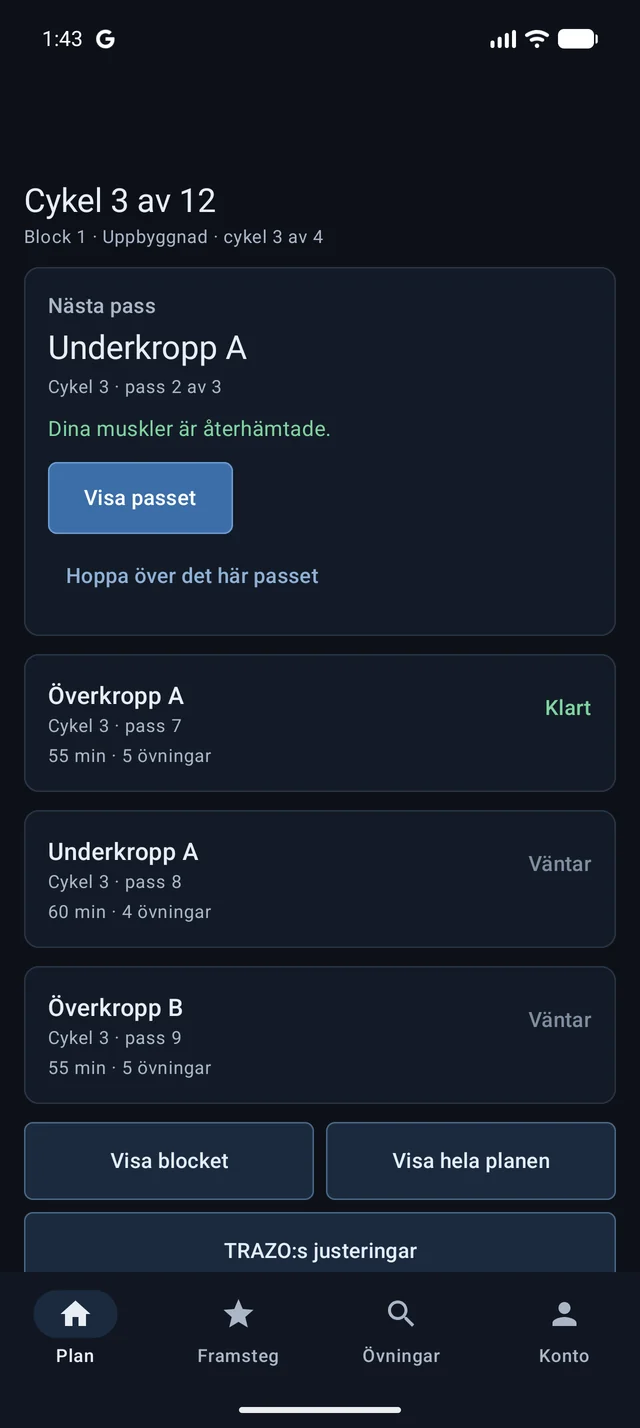 1:43 G
Cykel 3 av 12
Block 1 · Uppbyggnad · cykel 3 av 4
Nästa pass
Underkropp A
Cykel 3 · pass 2 av 3
Dina muskler är återhämtade.
Visa passet
Hoppa över det här passet
Överkropp A
Klart
Cykel 3 · pass 7
55 min · 5 övningar
Underkropp A
Väntar
Cykel 3 · pass 8
60 min · 4 övningar
Överkropp B
Väntar
Cykel 3 · pass 9
55 min · 5 övningar
Visa blocket
Visa hela planen
TRAZO:s justeringar
Plan
Framsteg
Övningar
Konto